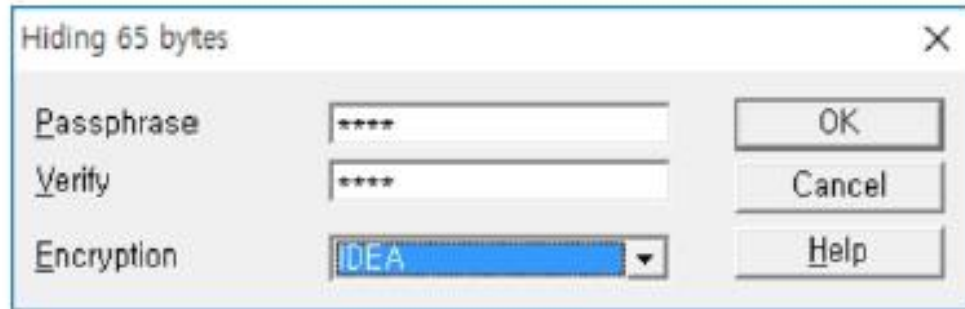 Hiding 65 bytes
Passphrase **** OK
Verify **** Cancel
Encryption IDEA Help